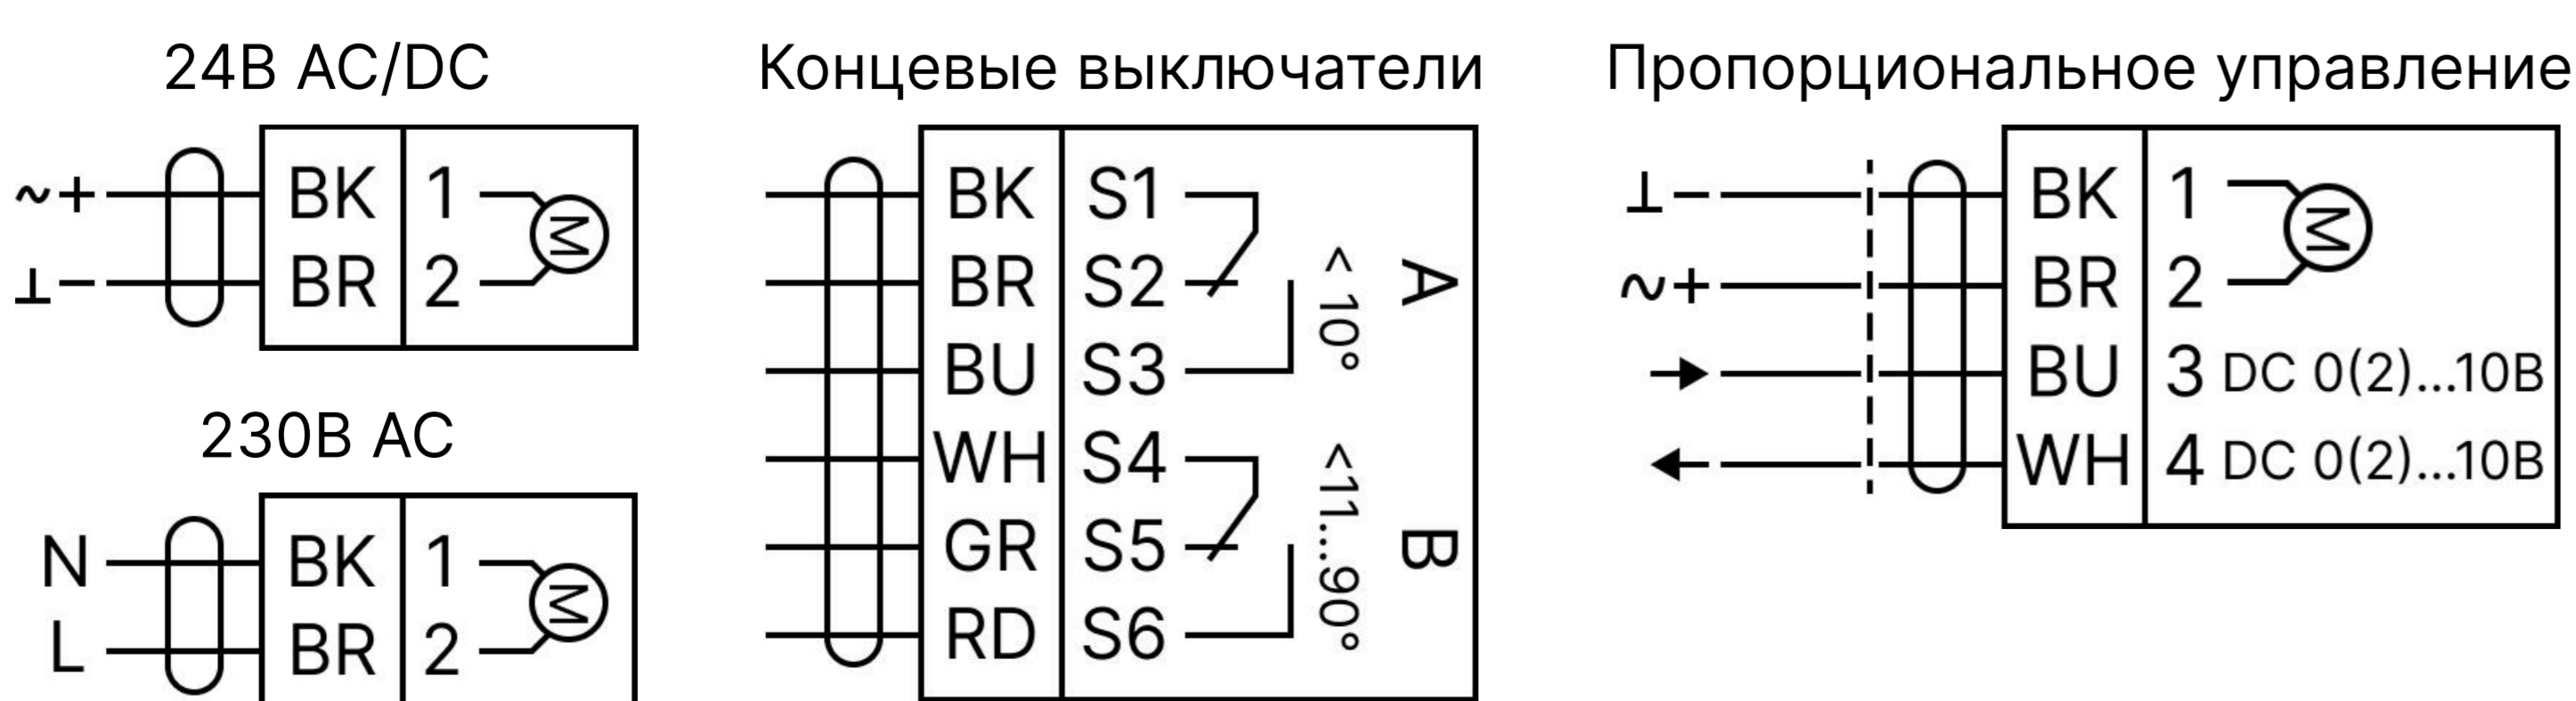 24В AC/DC
~+ BK 1
⊥− BR 2
M
230В AC
N BK 1
L BR 2
M
Концевые выключатели
BK S1
BR S2
BU S3
WH S4
GR S5
RD S6
< 10°
A
<11...90°
B
Пропорциональное управление
⊥− BK 1
~+ BR 2
M
BU 3 DC 0(2)...10В
WH 4 DC 0(2)...10В